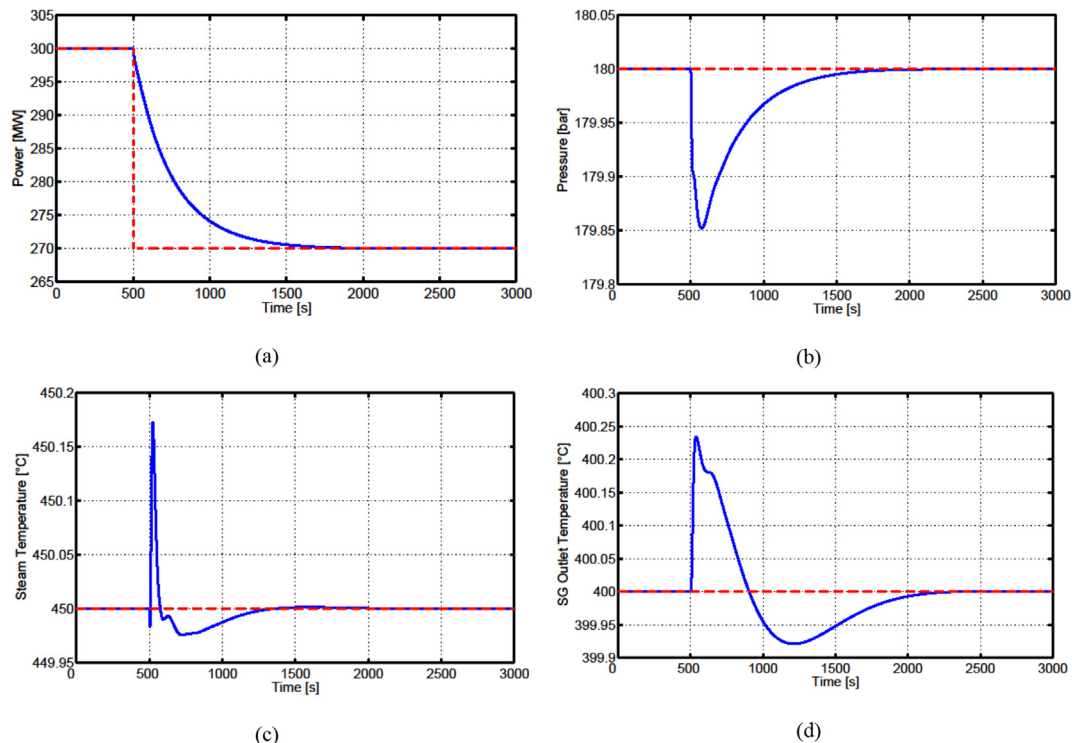 305
300
295
290
285
280
275
270
265
Power [MW]
0 500 1000 1500 2000 2500 3000
Time [s]
(a)
180.05
180
179.95
179.9
179.85
179.8
Pressure [bar]
0 500 1000 1500 2000 2500 3000
Time [s]
(b)
450.2
450.15
450.1
450.05
450
449.95
Steam Temperature [°C]
0 500 1000 1500 2000 2500 3000
Time [s]
(c)
400.3
400.25
400.2
400.15
400.1
400.05
400
399.95
399.9
SG Outlet Temperature [°C]
0 500 1000 1500 2000 2500 3000
Time [s]
(d)